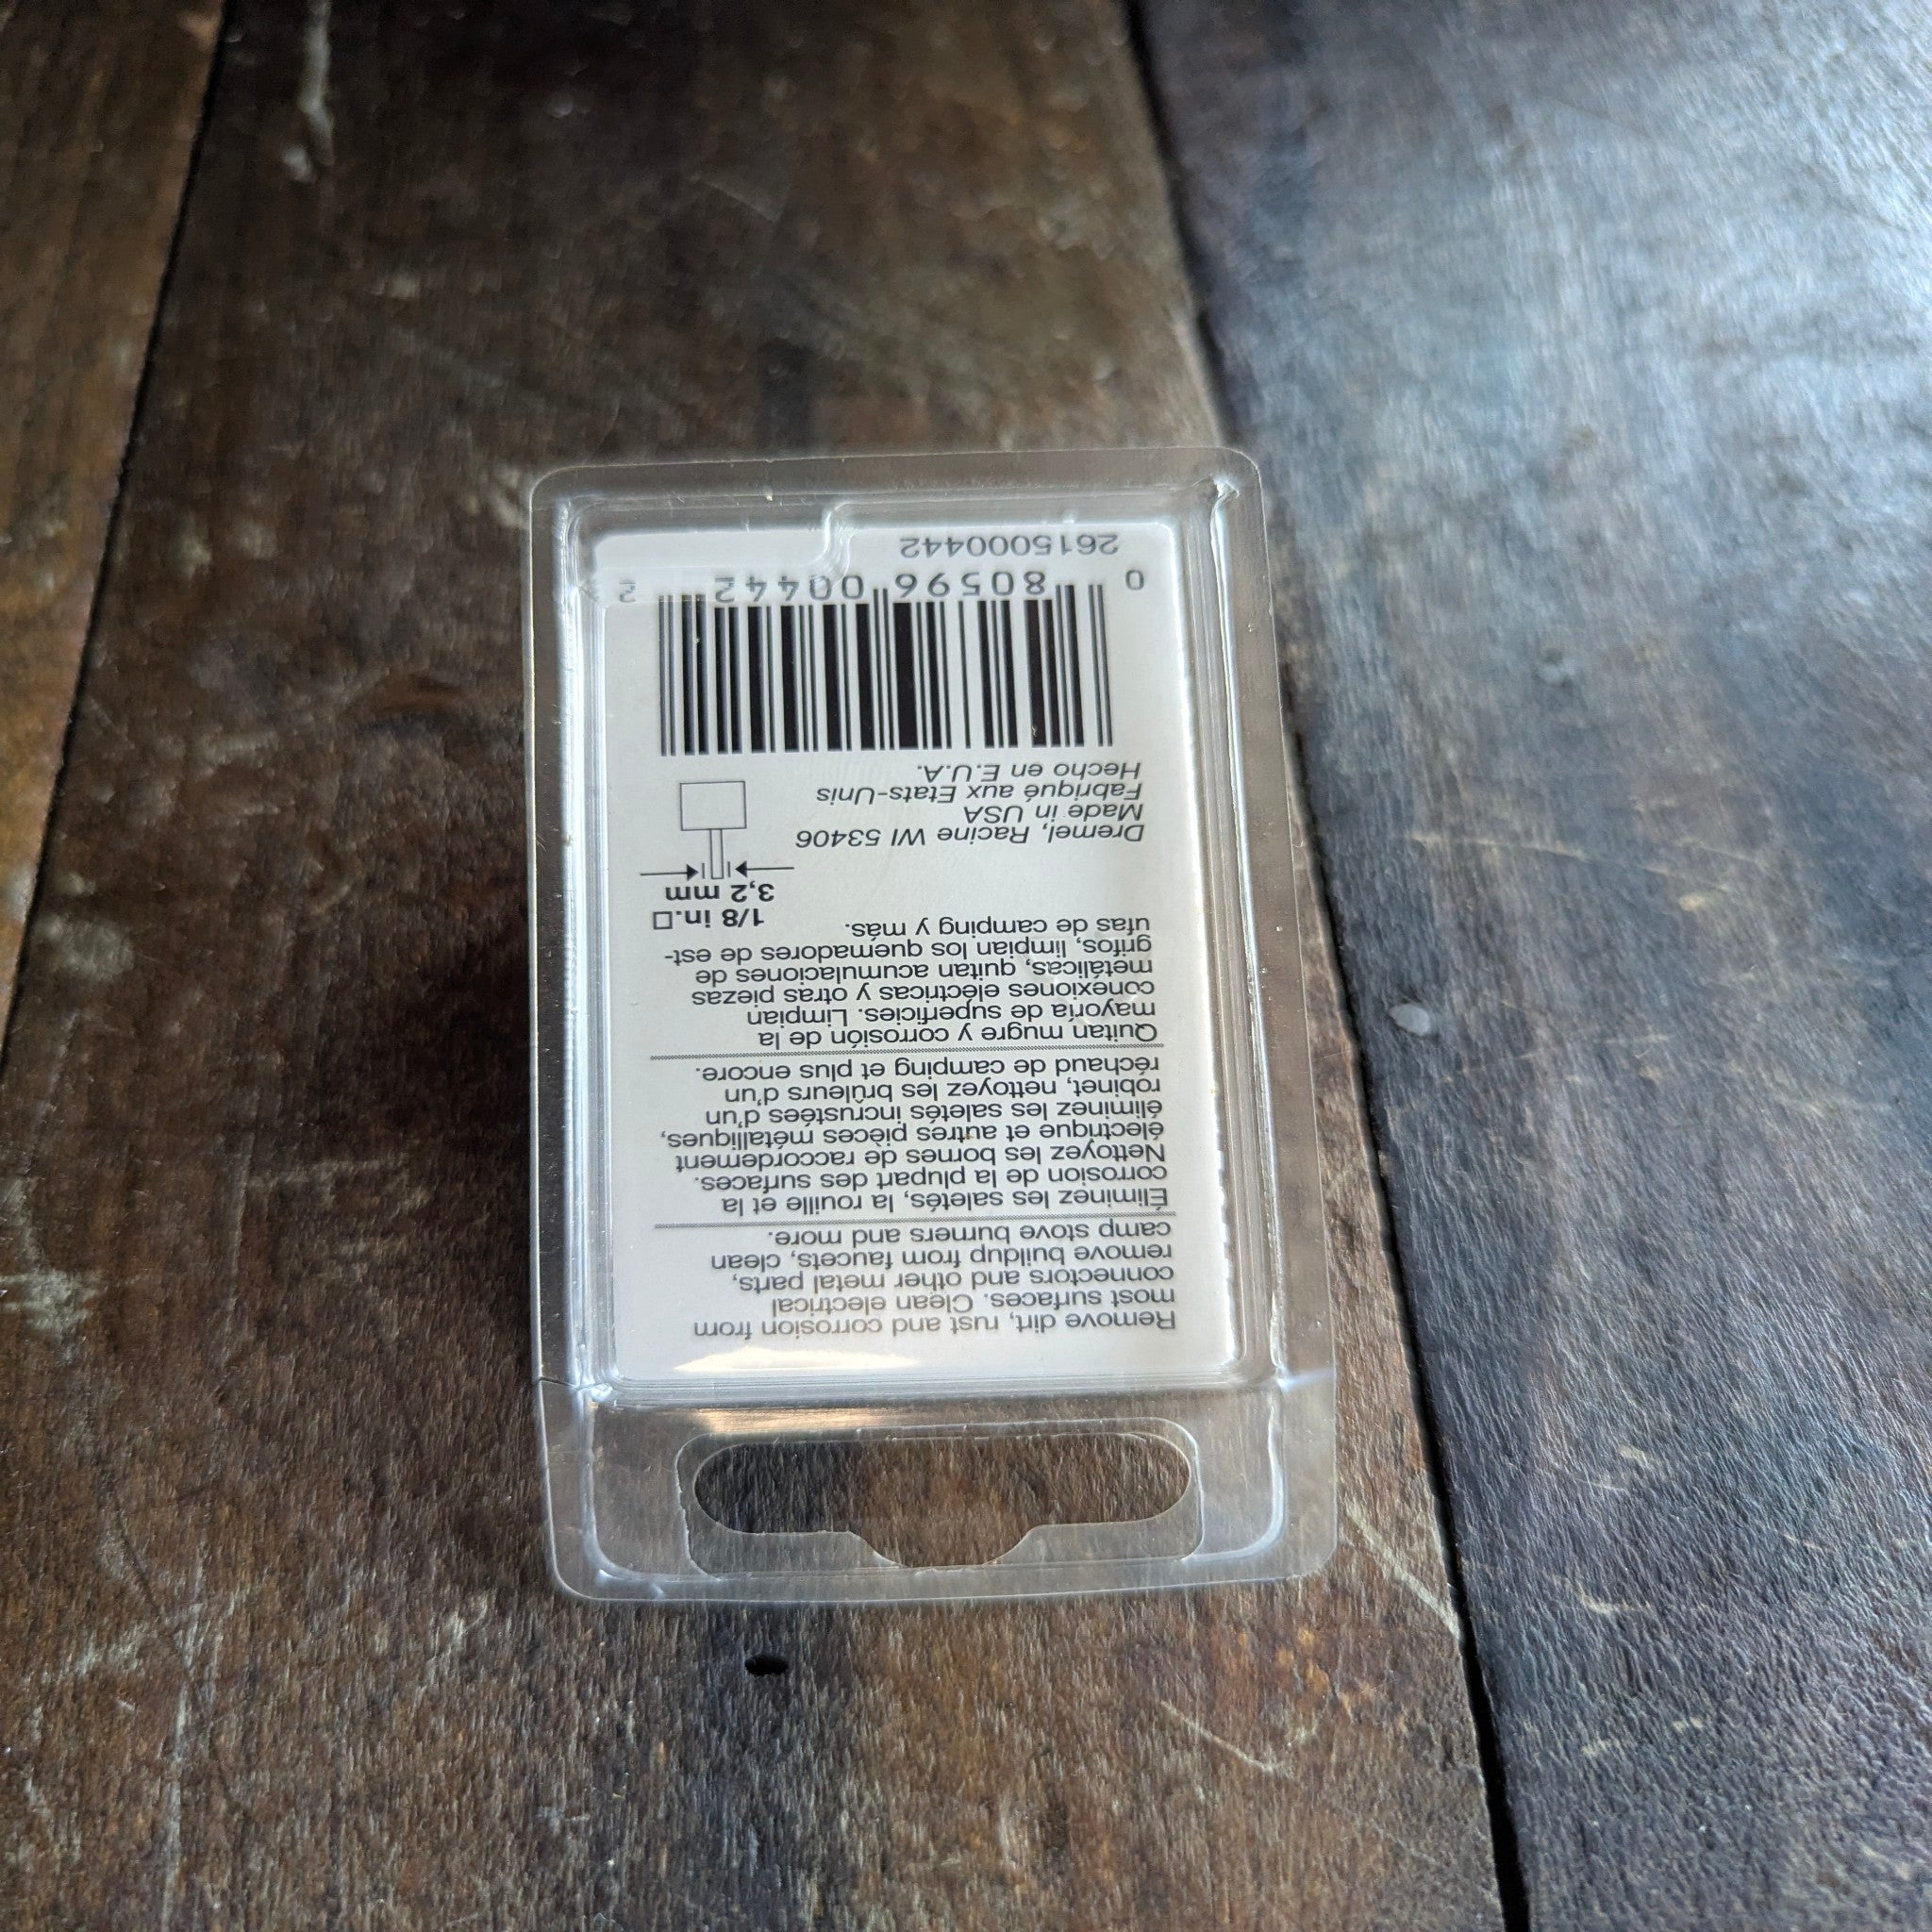 Remove dirt, rust and corrosion from
most surfaces. Clean electrical
connectors and other metal parts,
remove buildup from faucets, clean
camp stove burners and more.
Éliminez les saletés, la rouille et la
corrosion de la plupart des surfaces.
Nettoyez les bornes de raccordement
électrique et autres pièces métalliques,
éliminez les saletés incrustées d'un
robinet, nettoyez les brûleurs d'un
réchaud de camping et plus encore.
Quitan mugre y corrosión de la
mayoría de superficies. Limpian
conexiones eléctricas y otras piezas
metálicas, quitan acumulaciones de
grifos, limpian los quemadores de est-
ufas de camping y más.
1/8 in.
3,2 mm
Dremel, Racine WI 53406
Made in USA
Fabriqué aux Etats-Unis
Hecho en E.U.A.
0 80596 00442 2
2615000442